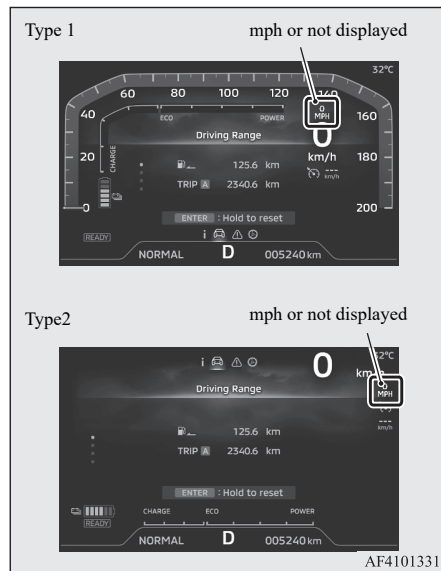 Type 1
mph or not displayed
32°C
60 80 100 120
0
MPH
40
160
ECO POWER
Driving Range
0
km/h
20
CHARGE
180
125.6 km
--- km/h
TRIP A 2340.6 km
0
200
ENTER : Hold to reset
i
READY
NORMAL D 005240 km
Type2
mph or not displayed
0
32°C
i
0
MPH
Driving Range
km/h
125.6 km
TRIP A 2340.6 km
ENTER : Hold to reset
CHARGE ECO POWER
READY
NORMAL D 005240 km
AF4101331